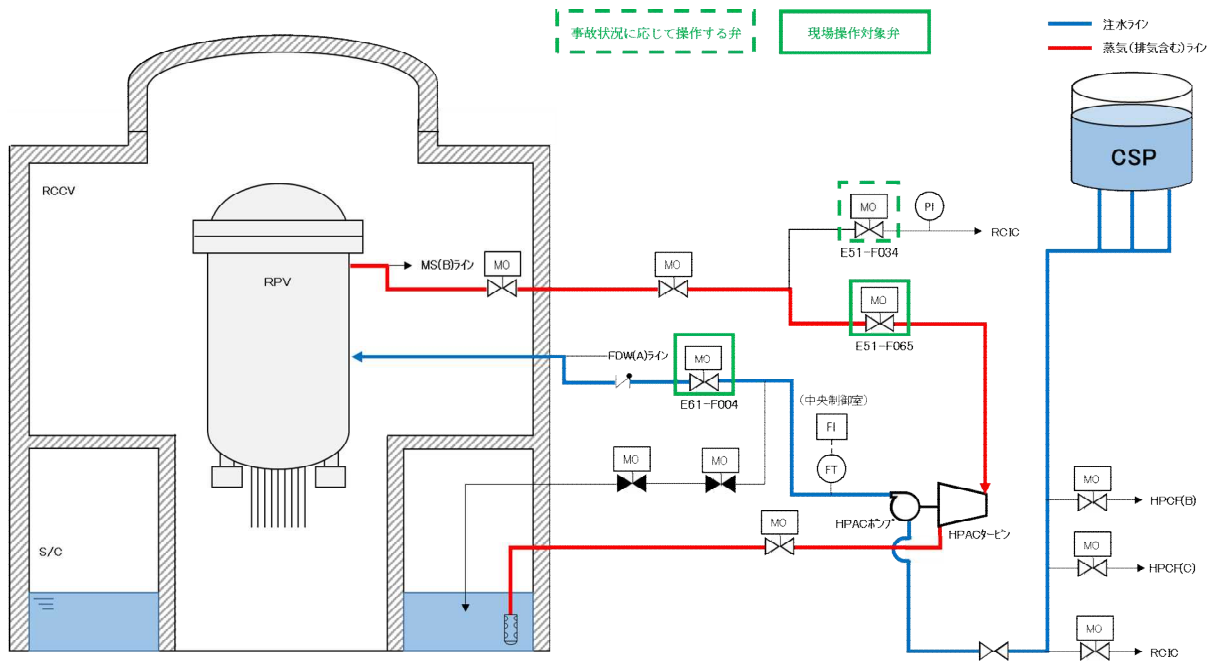 事故状況に応じて操作する弁
現場操作対象弁
注水ライン
蒸気(排気含む)ライン
CSP
RCCV
MO
PI
RCIC
E51-F034
MS(B)ライン
MO
MO
RPV
MO
E51-F065
FDW(A)ライン
MO
E61-F004
(中央制御室)
FI
FT
MO
MO
MO
HPCF(B)
HPACポンプ
HPACタービン
MO
S/C
MO
HPCF(C)
MO
RCIC